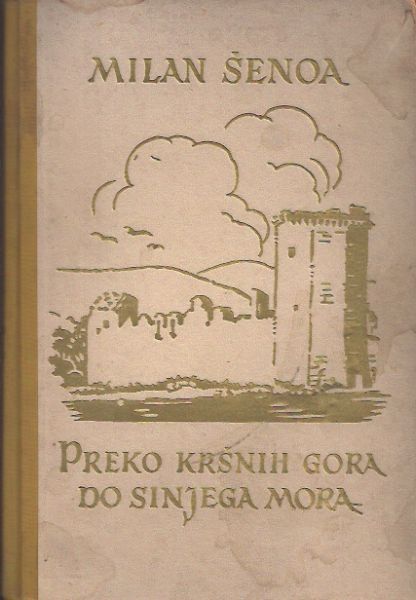 MILAN ŠENOA
PREKO KRŠNIH GORA
DO SINJEGA MORA